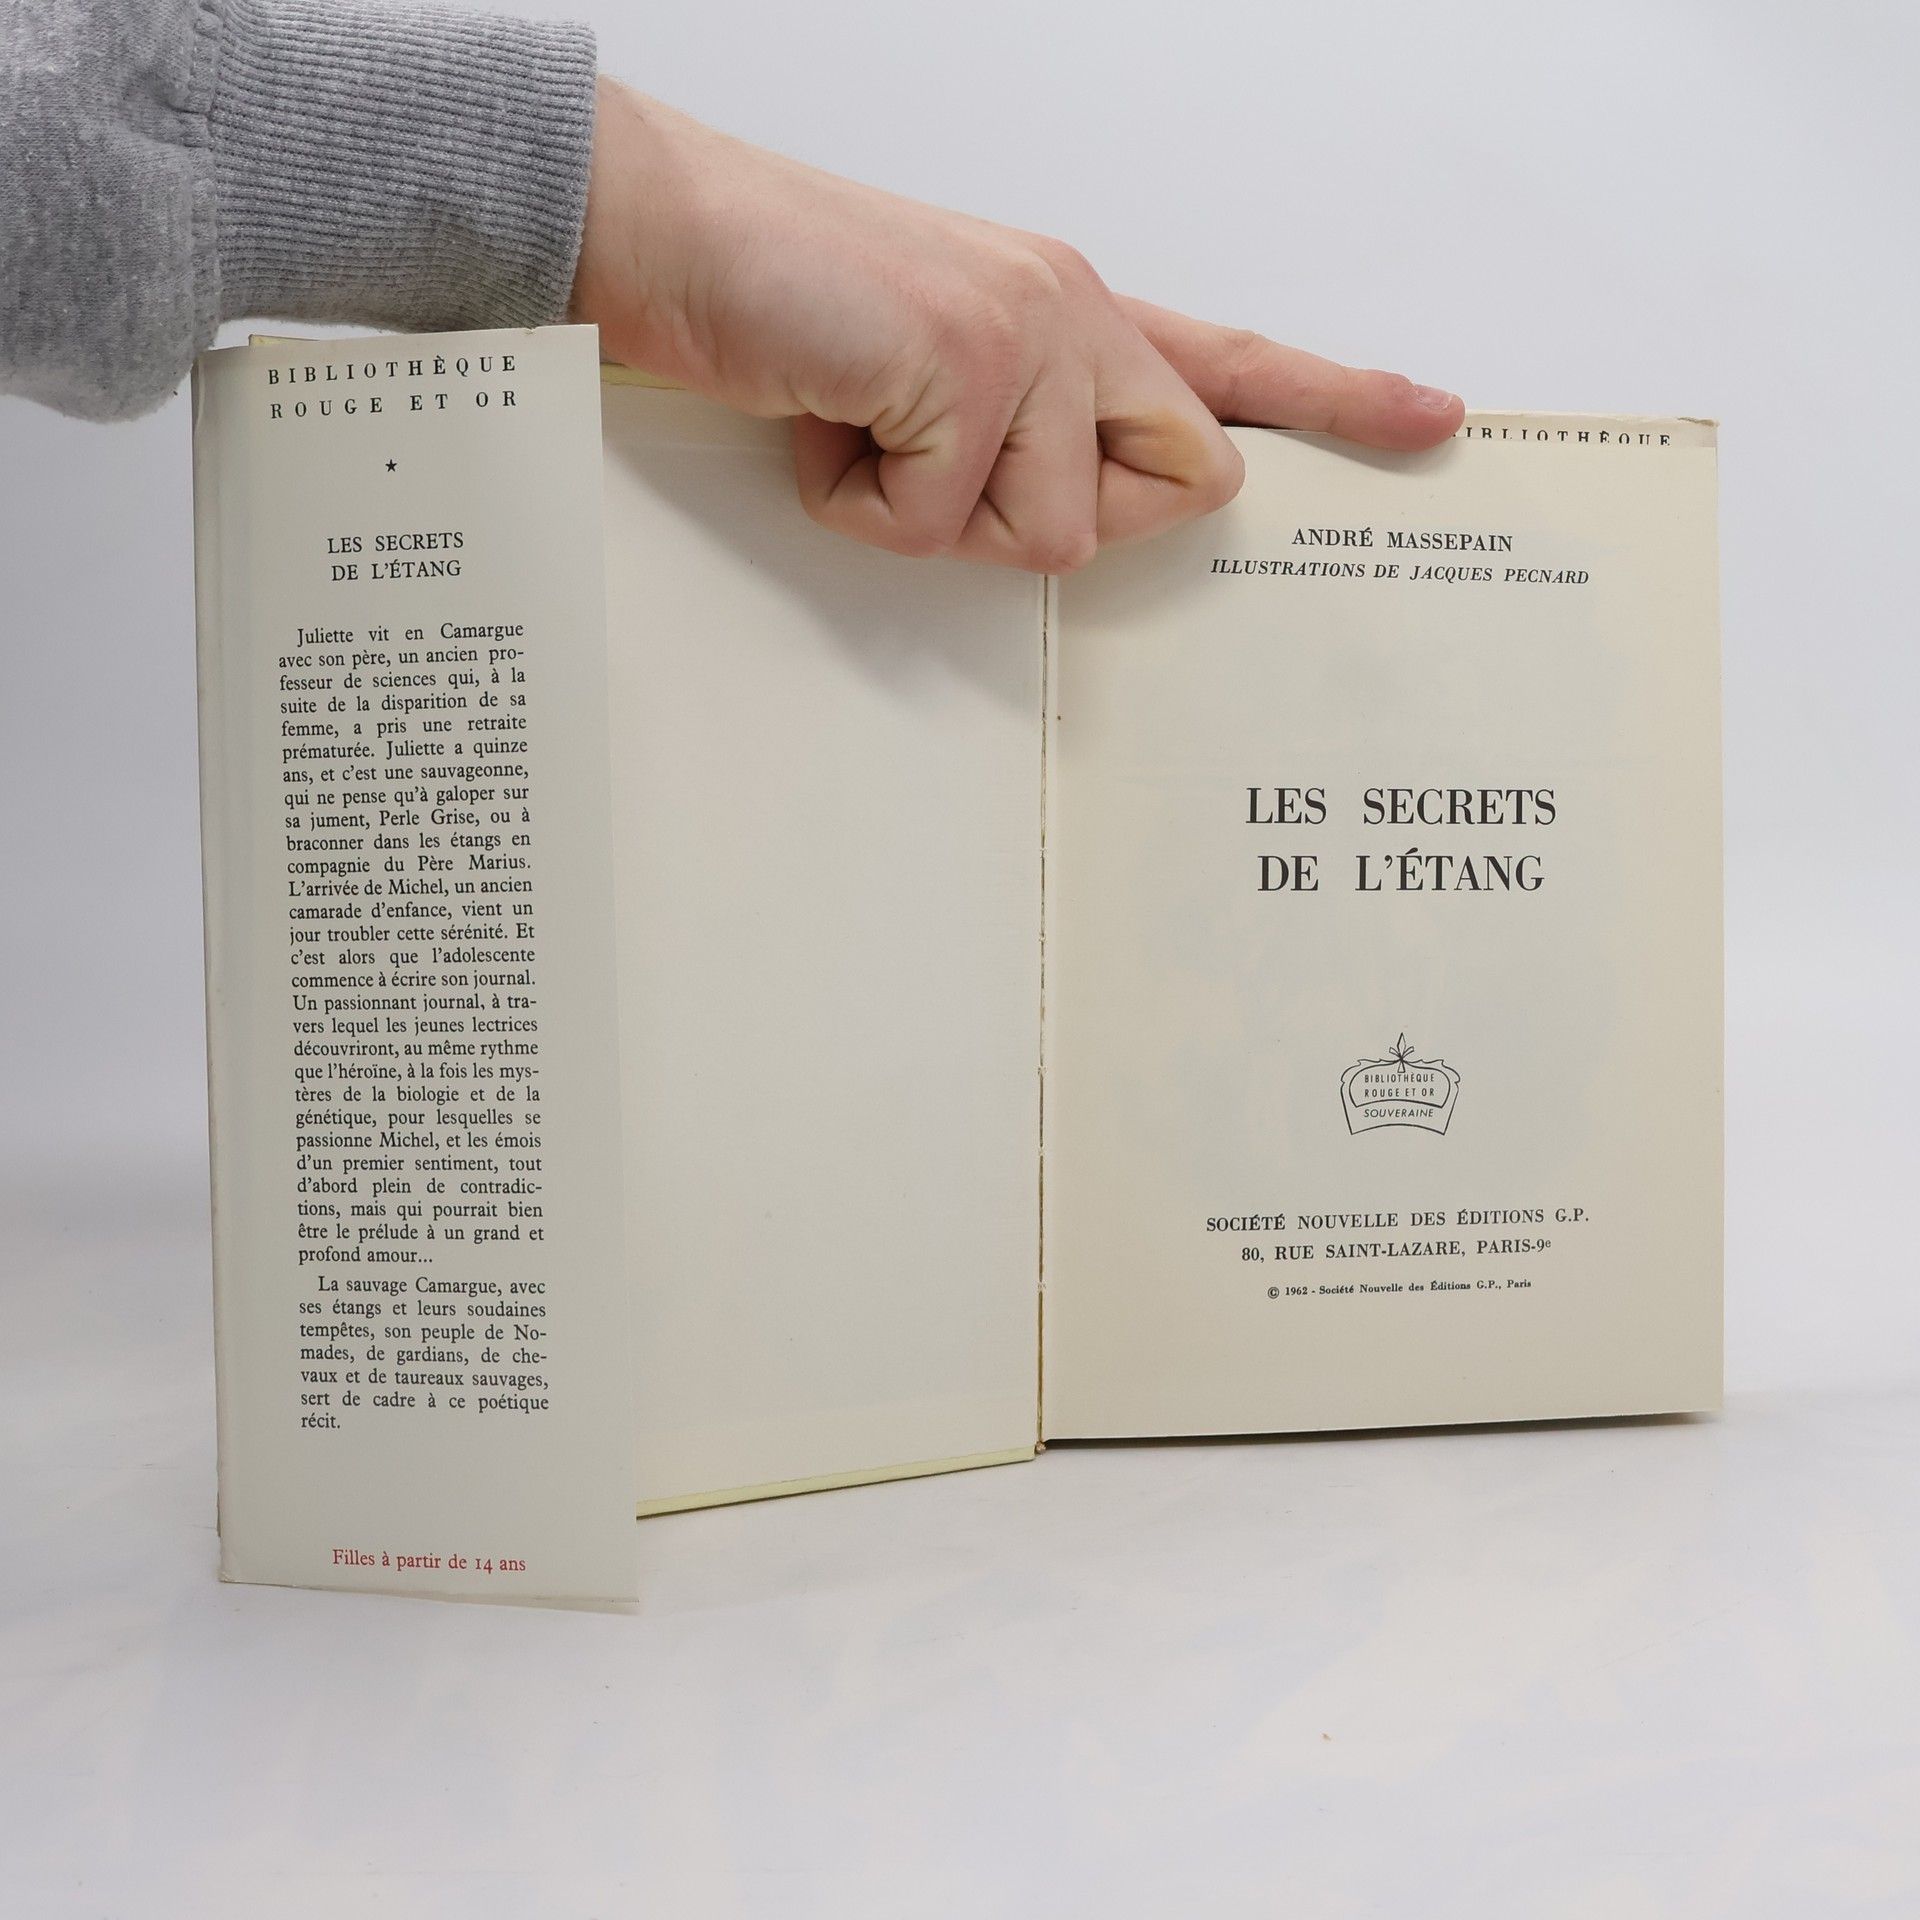 BIBLIOTHÈQUE
ROUGE ET OR
★
LES SECRETS
DE L'ÉTANG
Juliette vit en Camargue
avec son père, un ancien pro-
fesseur de sciences qui, à la
suite de la disparition de sa
femme, a pris une retraite
prématurée. Juliette a quinze
ans, et c'est une sauvageonne,
qui ne pense qu'à galoper sur
sa jument, Perle Grise, ou à
braconner dans les étangs en
compagnie du Père Marius.
L'arrivée de Michel, un ancien
camarade d'enfance, vient un
jour troubler cette sérénité. Et
c'est alors que l'adolescente
commence à écrire son journal.
Un passionnant journal, à tra-
vers lequel les jeunes lectrices
découvriront, au même rythme
que l'héroïne, à la fois les mys-
tères de la biologie et de la
génétique, pour lesquelles se
passionne Michel, et les émois
d'un premier sentiment, tout
d'abord plein de contradic-
tions, mais qui pourrait bien
être le prélude à un grand et
profond amour...
La sauvage Camargue, avec
ses étangs et leurs soudaines
tempêtes, son peuple de No-
mades, de gardians, de che-
vaux et de taureaux sauvages,
sert de cadre à ce poétique
récit.
Filles à partir de 14 ans
BIBLIOTHÈQUE
ANDRÉ MASSEPAIN
ILLUSTRATIONS DE JACQUES PECNARD
LES SECRETS
DE L'ÉTANG
BIBLIOTHÈQUE
ROUGE ET OR
SOUVERAINE
SOCIÉTÉ NOUVELLE DES ÉDITIONS G.P.
80, RUE SAINT-LAZARE, PARIS-9e
© 1962 - Société Nouvelle des Éditions G.P., Paris